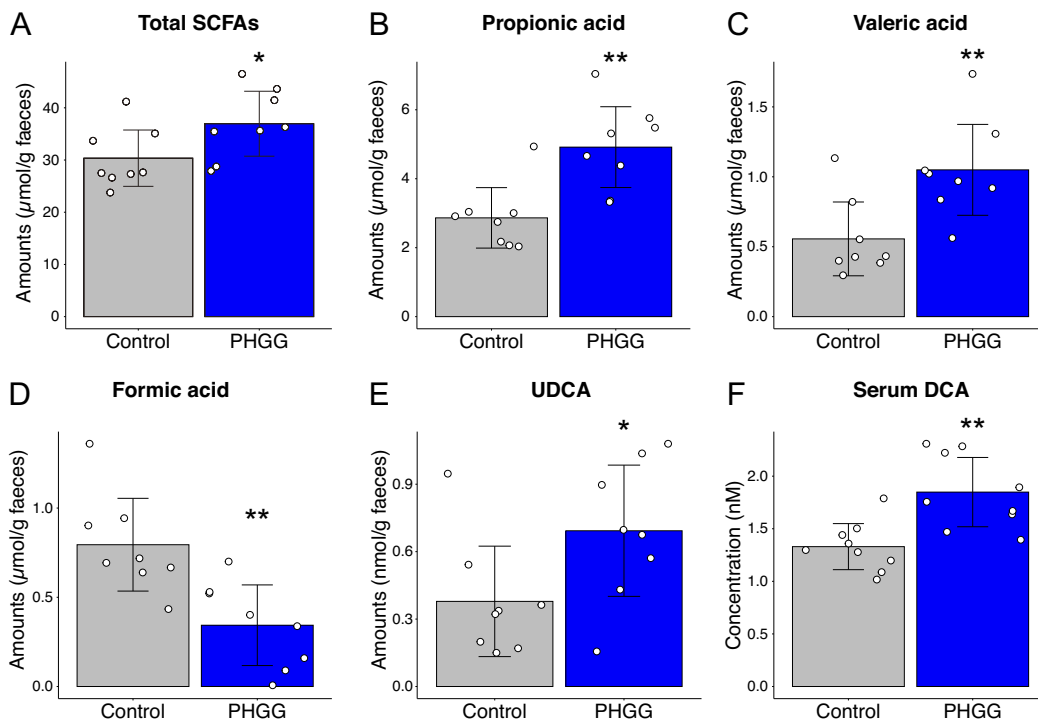 A Total SCFAs
*
Amounts (µmol/g faeces)
40
30
20
10
0
Control PHGG
B Propionic acid
**
Amounts (µmol/g faeces)
6
4
2
0
Control PHGG
C Valeric acid
**
Amounts (µmol/g faeces)
1.5
1.0
0.5
0.0
Control PHGG
D Formic acid
**
Amounts (µmol/g faeces)
1.0
0.5
0.0
Control PHGG
E UDCA
*
Amounts (nmol/g faeces)
0.9
0.6
0.3
0.0
Control PHGG
F Serum DCA
**
Concentration (nM)
2.0
1.5
1.0
0.5
0.0
Control PHGG